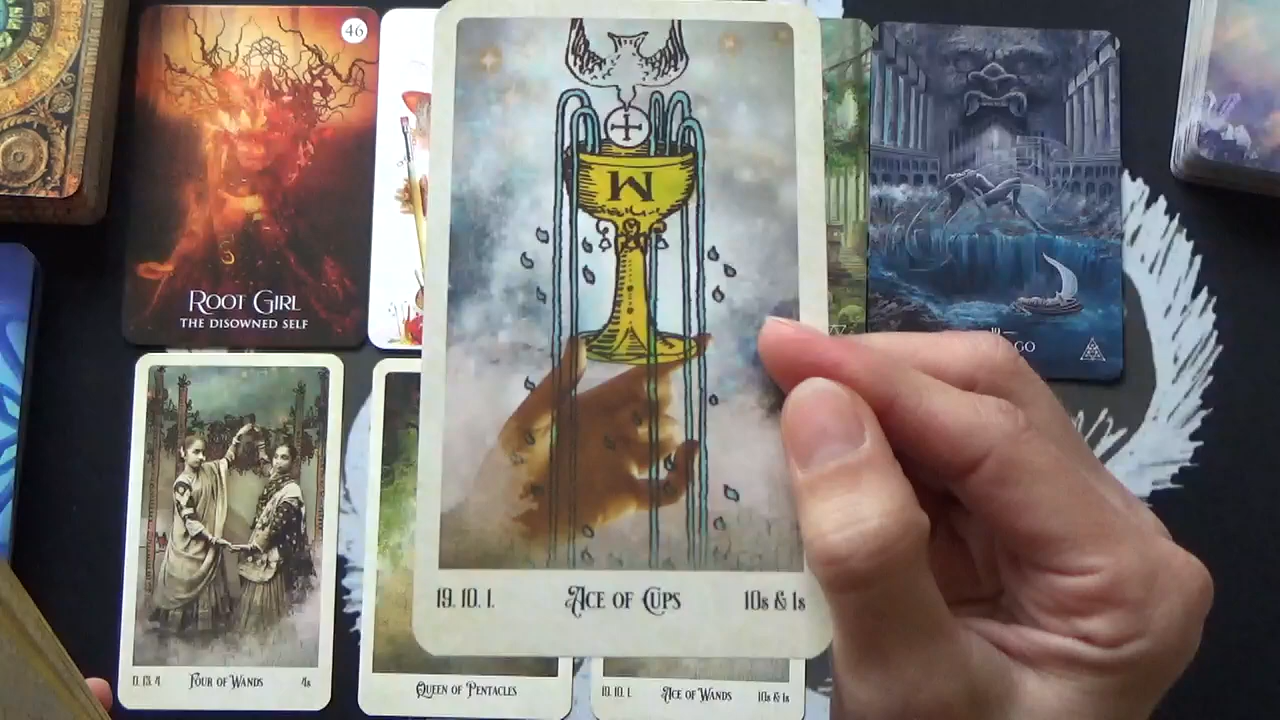 46
ROOT GIRL
THE DISOWNED SELF
GO
19. 10. 1.
ACE OF CUPS
10s & 1s
13. 4
FOUR OF WANDS
4s
QUEEN OF PENTACLES
10. 10. 1.
ACE OF WANDS
10s & 1s